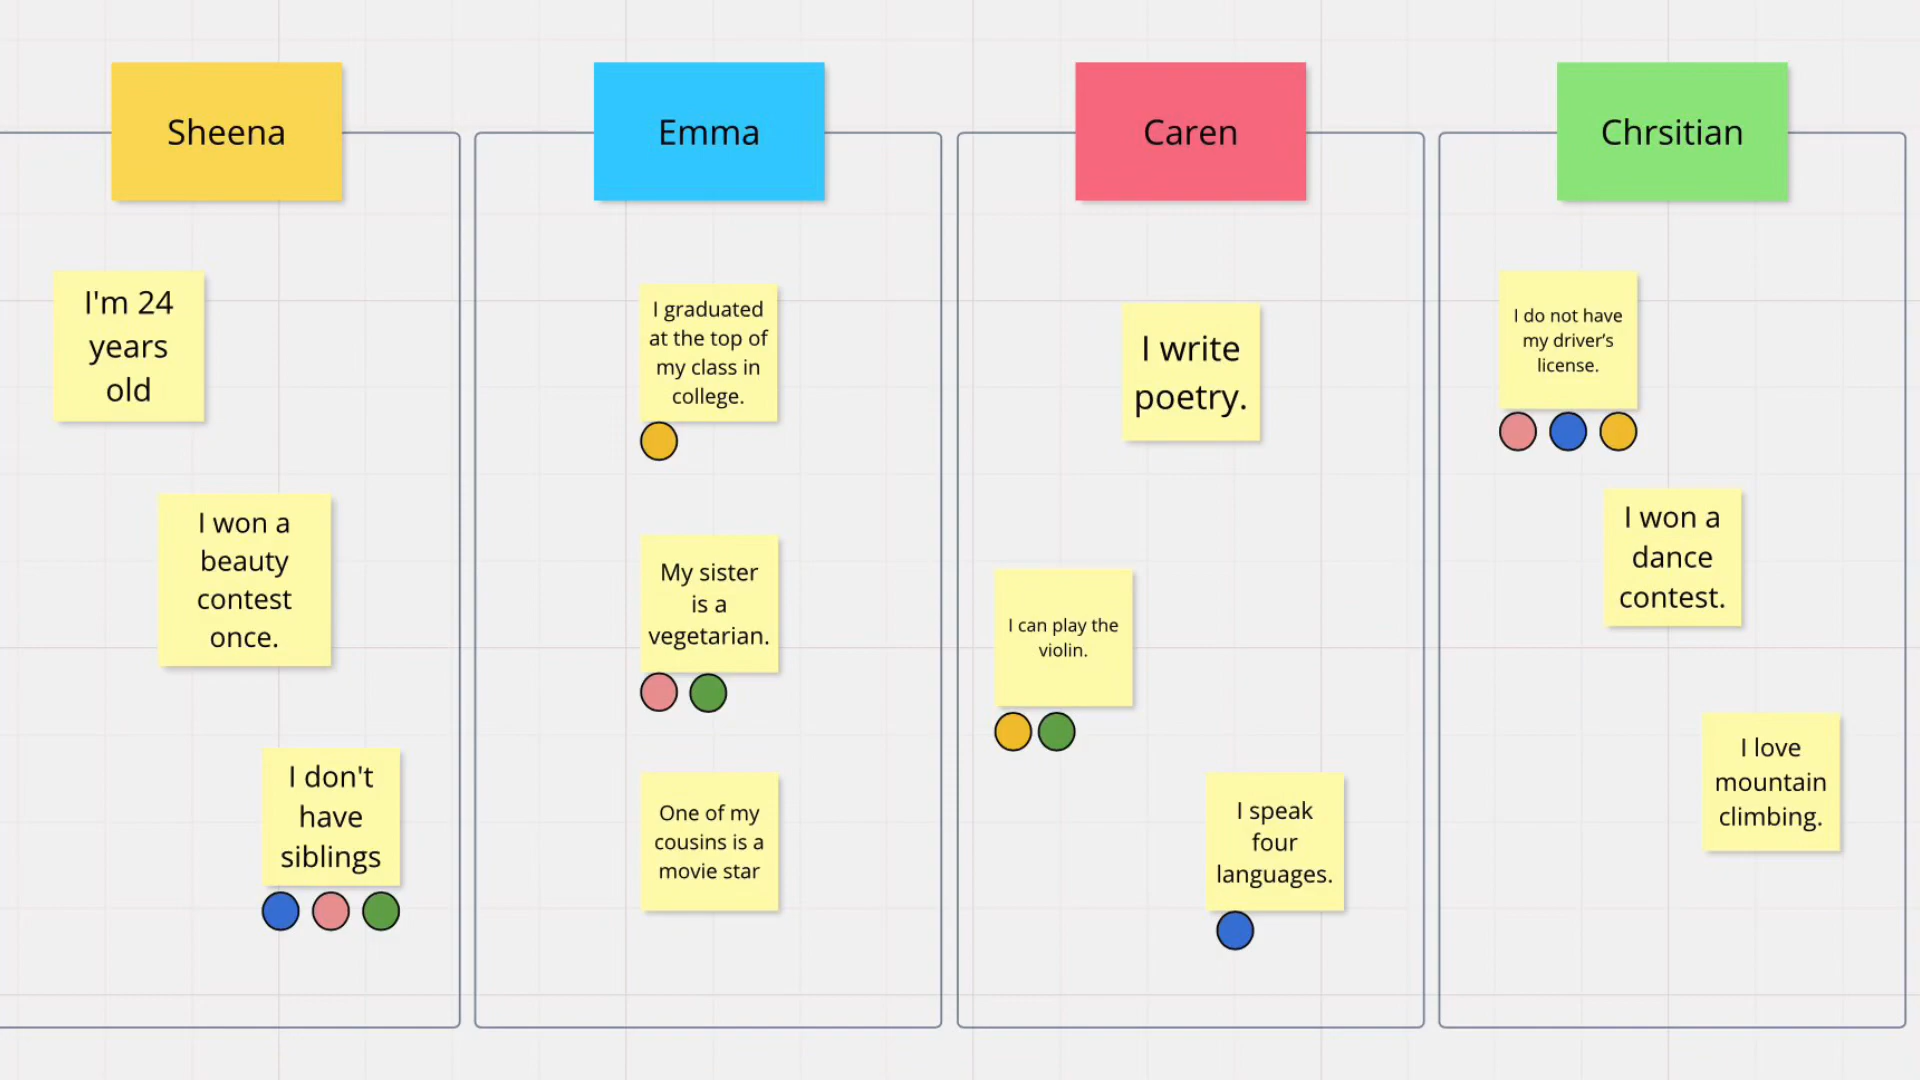 Sheena
Emma
Caren
Chrsitian
I'm 24
years
old
I won a
beauty
contest
once.
I don't
have
siblings
I graduated
at the top of
my class in
college.
My sister
is a
vegetarian.
One of my
cousins is a
movie star
I write
poetry.
I can play the
violin.
I speak
four
languages.
I do not have
my driver’s
license.
I won a
dance
contest.
I love
mountain
climbing.